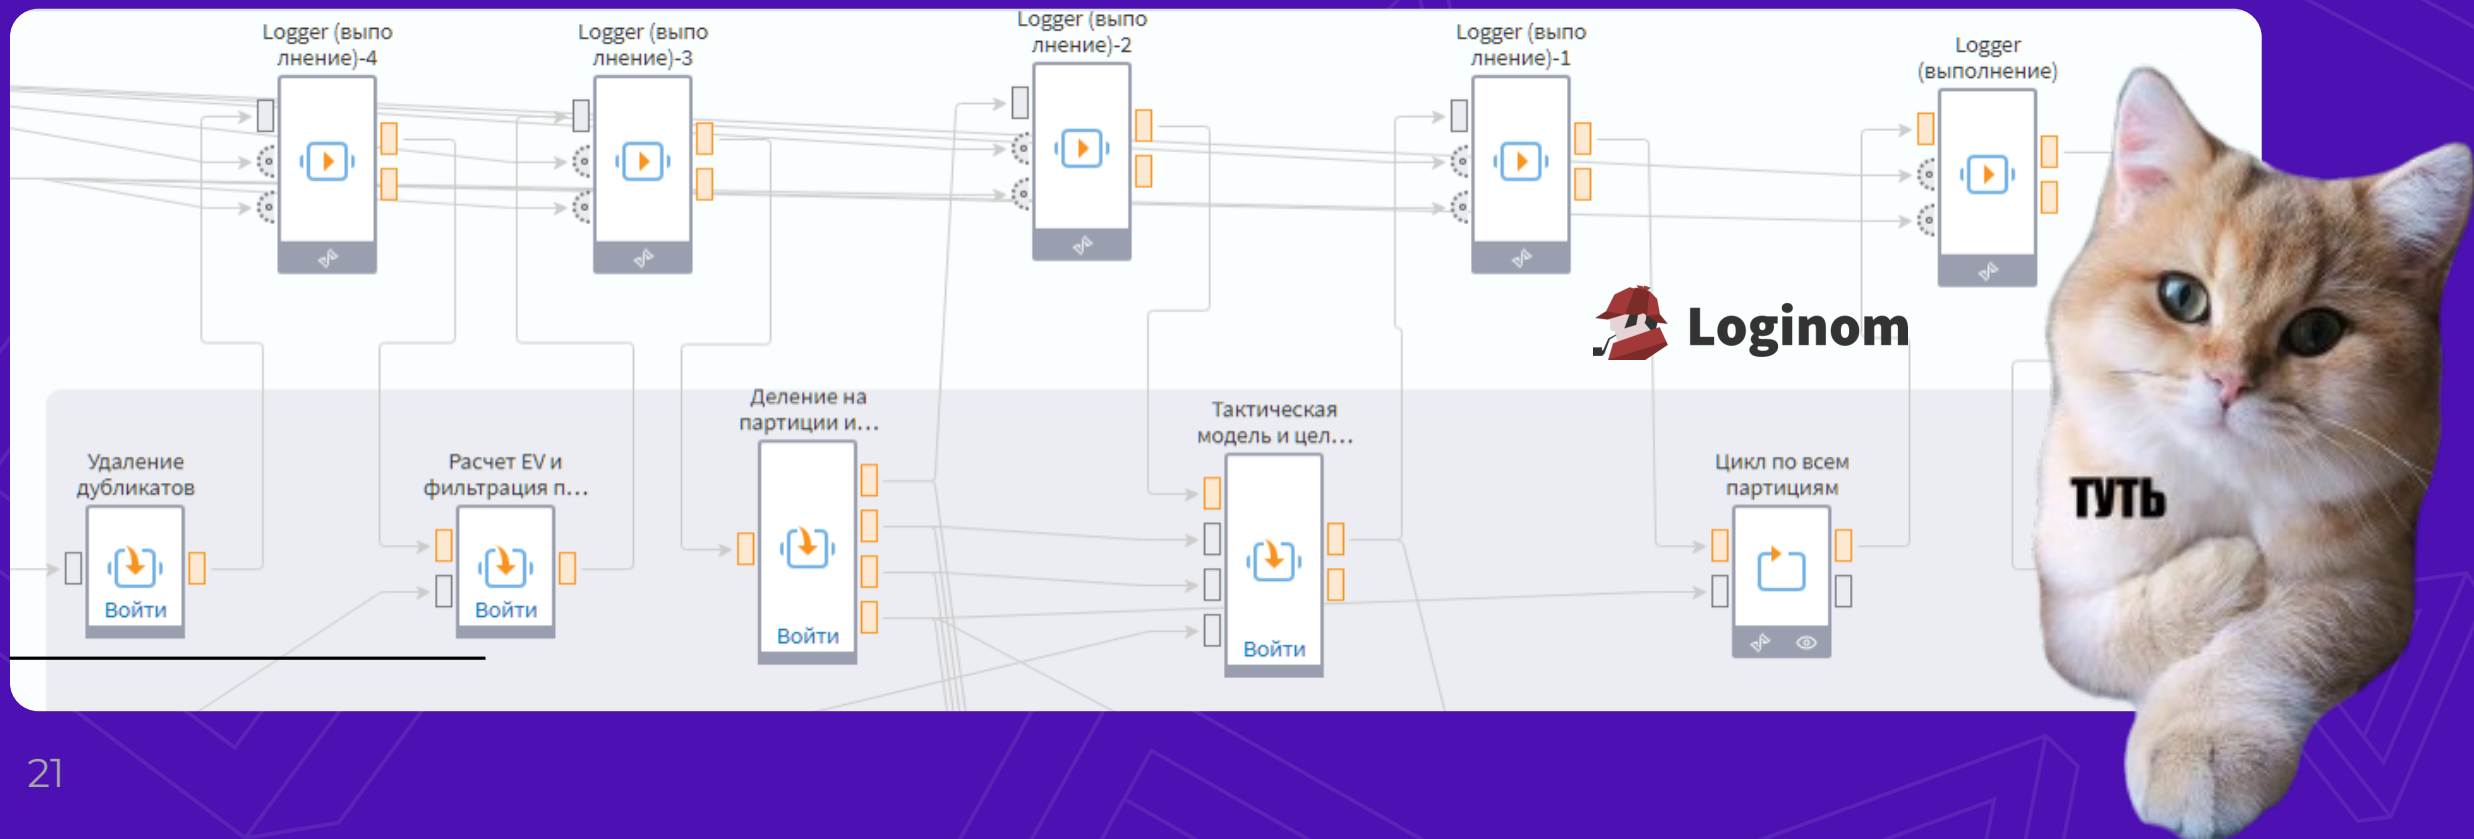 Logger (выпо
лнение)-4
Logger (выпо
лнение)-3
Logger (выпо
лнение)-2
Logger (выпо
лнение)-1
Logger
(выполнение)
Loginom
Удаление
дубликатов
Войти
Расчет EV и
фильтрация п...
Войти
Деление на
партиции и...
Войти
Тактическая
модель и цел...
Войти
Цикл по всем
партициям
ТУТЬ
21